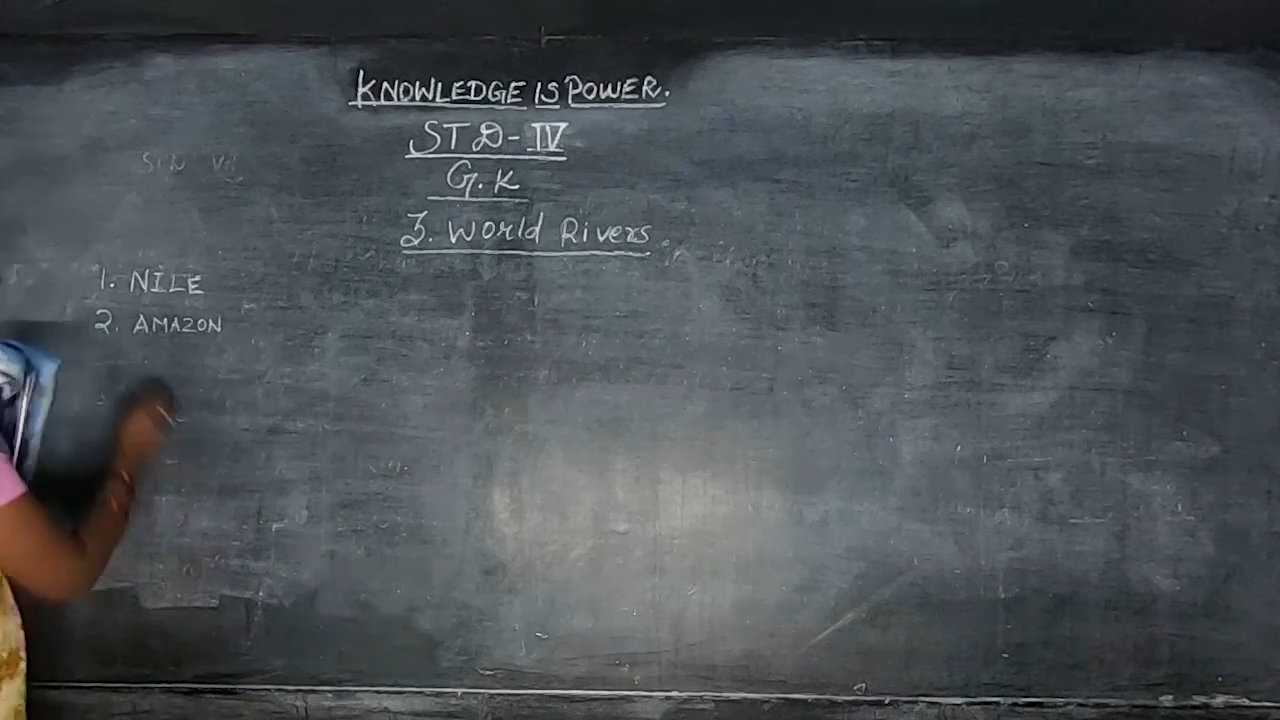 KNOWLEDGE IS POWER.
STD-IV
G.K
3. World Rivers
1. NILE
2. AMAZON